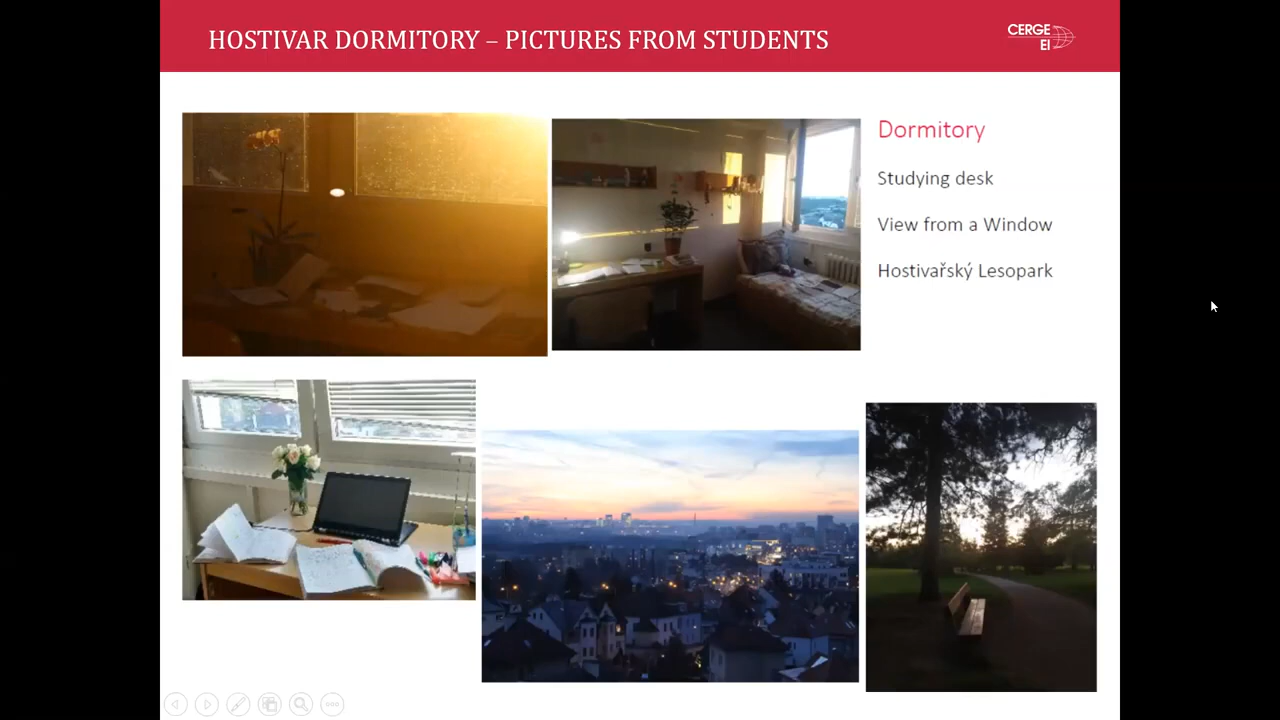 HOSTIVAR DORMITORY – PICTURES FROM STUDENTS
CERGE
EI
Dormitory
Studying desk
View from a Window
Hostivařský Lesopark